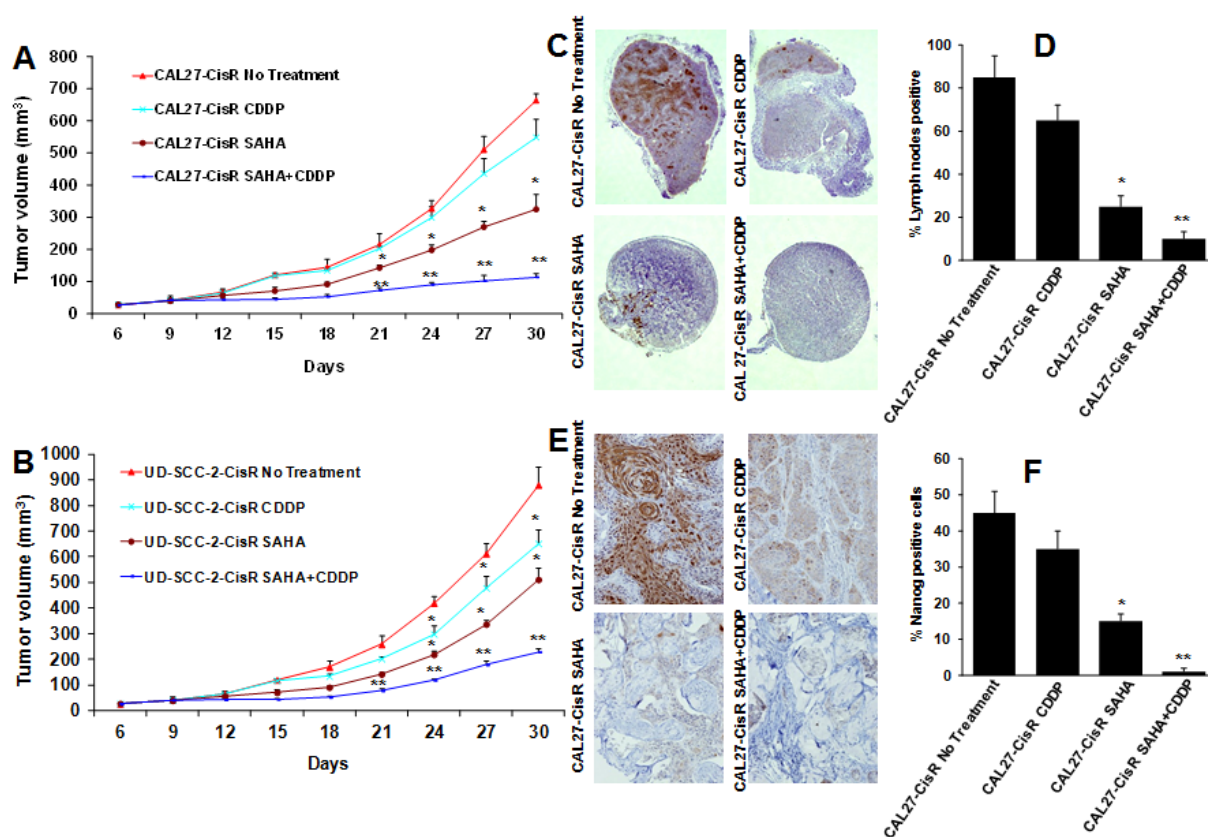 A
Tumor volume (mm³)
800
700
600
500
400
300
200
100
0
CAL27-CisR No Treatment
CAL27-CisR CDDP
CAL27-CisR SAHA
CAL27-CisR SAHA+CDDP
*
*
*
*
**
**
**
**
6 9 12 15 18 21 24 27 30
Days
B
Tumor volume (mm³)
1000
900
800
700
600
500
400
300
200
100
0
UD-SCC-2-CisR No Treatment
UD-SCC-2-CisR CDDP
UD-SCC-2-CisR SAHA
UD-SCC-2-CisR SAHA+CDDP
*
*
*
*
*
*
**
**
**
**
6 9 12 15 18 21 24 27 30
Days
C
CAL27-CisR No Treatment
CAL27-CisR CDDP
CAL27-CisR SAHA
CAL27-CisR SAHA+CDDP
D
% Lymph nodes positive
100
80
60
40
20
0
*
**
CAL27-CisR No Treatment
CAL27-CisR CDDP
CAL27-CisR SAHA
CAL27-CisR SAHA+CDDP
E
CAL27-CisR No Treatment
CAL27-CisR CDDP
CAL27-CisR SAHA
CAL27-CisR SAHA+CDDP
F
% Nanog positive cells
60
50
40
30
20
10
0
*
**
CAL27-CisR No Treatment
CAL27-CisR CDDP
CAL27-CisR SAHA
CAL27-CisR SAHA+CDDP